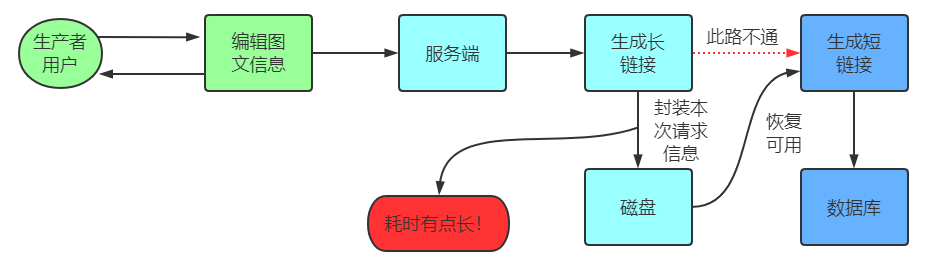 生产者
用户
编辑图
文信息
服务端
生成长
链接
此路不通
生成短
链接
封装本
次请求
信息
恢复
可用
耗时有点长!
磁盘
数据库